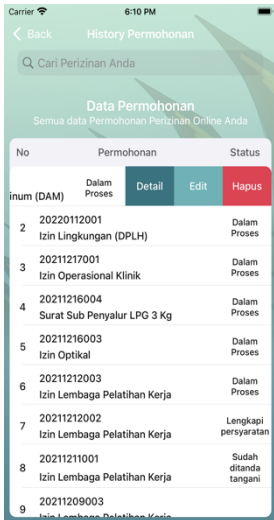 Carrier 6:10 PM
Back History Permohonan
Cari Perizinan Anda
Data Permohonan
Semua data Permohonan Perizinan Online Anda
No Permohonan Status
inum (DAM) Dalam Proses Detail Edit Hapus
2 20220112001 Dalam
Izin Lingkungan (DPLH) Proses
3 20211217001 Dalam
Izin Operasional Klinik Proses
4 20211216004 Dalam
Surat Sub Penyalur LPG 3 Kg Proses
5 20211216003 Dalam
Izin Optikal Proses
6 20211212003 Dalam
Izin Lembaga Pelatihan Kerja Proses
7 20211212002 Lengkapi
Izin Lembaga Pelatihan Kerja persyaratan
8 20211211001 Sudah
Izin Lembaga Pelatihan Kerja ditanda
tangani
9 20211209003
Izin Lembaga Pelatihan Kerja